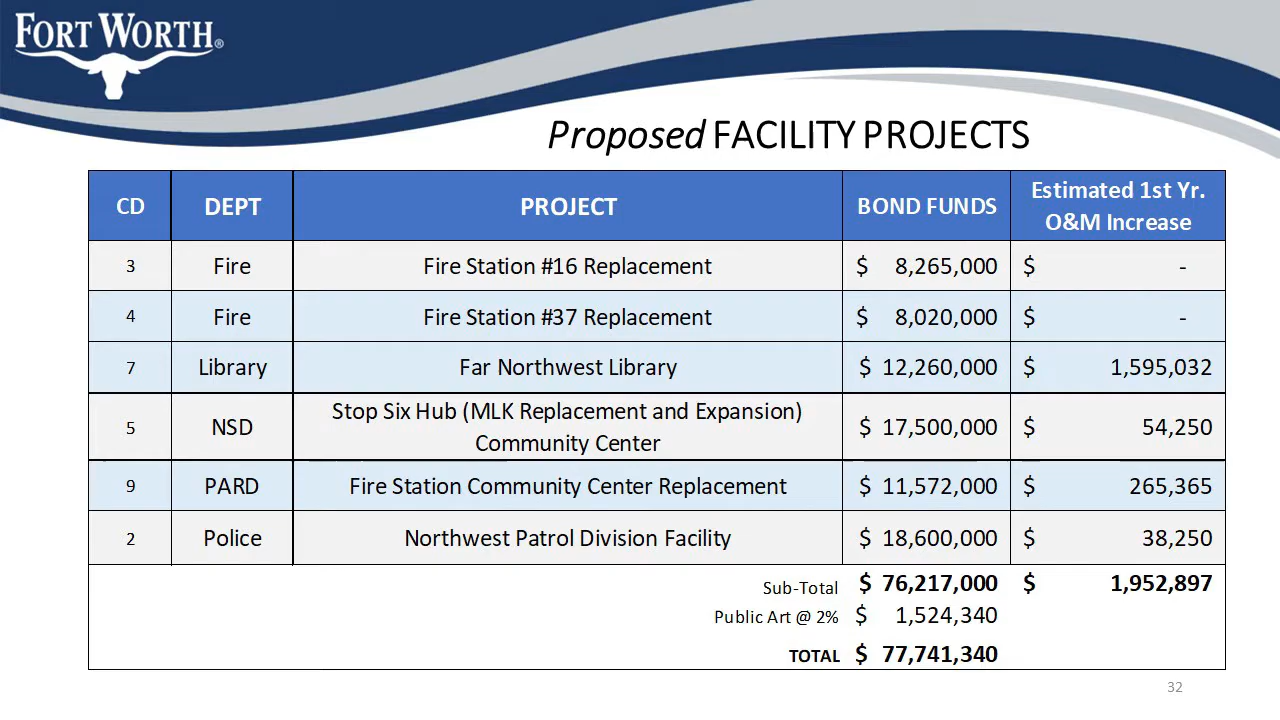 FORT WORTH®
Proposed FACILITY PROJECTS
CD DEPT PROJECT BOND FUNDS Estimated 1st Yr.
O&M Increase
3 Fire Fire Station #16 Replacement $ 8,265,000 $ -
4 Fire Fire Station #37 Replacement $ 8,020,000 $ -
7 Library Far Northwest Library $ 12,260,000 $ 1,595,032
5 NSD Stop Six Hub (MLK Replacement and Expansion)
Community Center $ 17,500,000 $ 54,250
9 PARD Fire Station Community Center Replacement $ 11,572,000 $ 265,365
2 Police Northwest Patrol Division Facility $ 18,600,000 $ 38,250
Sub-Total $ 76,217,000 $ 1,952,897
Public Art @ 2% $ 1,524,340
TOTAL $ 77,741,340
32